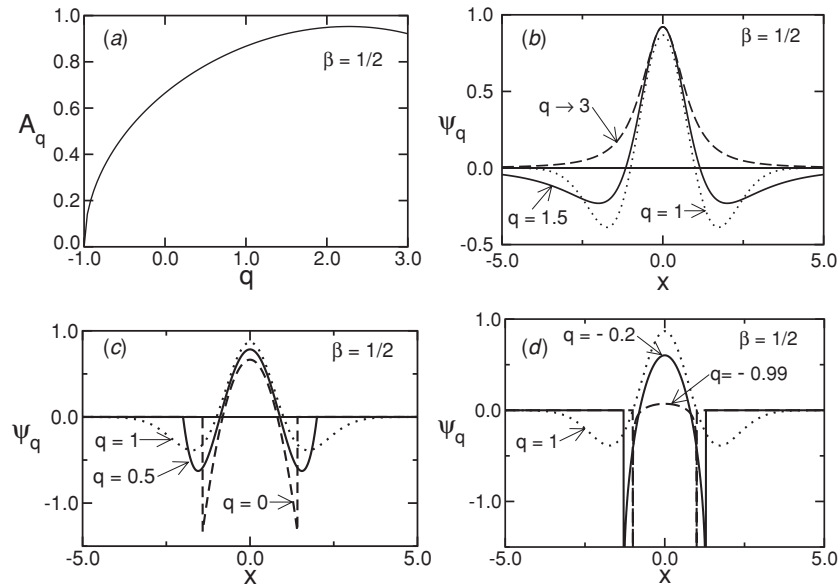 (a)
β = 1/2
A_q
1.0
0.8
0.6
0.4
0.2
0.0
-1.0 0.0 1.0 2.0 3.0
q
(b)
β = 1/2
ψ_q
1.0
0.5
0.0
-0.5
q → 3
q = 1.5
q = 1
-5.0 0.0 5.0
x
(c)
β = 1/2
ψ_q
1.0
0.0
-1.0
q = 1
q = 0.5
q = 0
-5.0 0.0 5.0
x
(d)
β = 1/2
ψ_q
1.0
0.0
-1.0
q = - 0.2
q= - 0.99
q = 1
-5.0 0.0 5.0
x